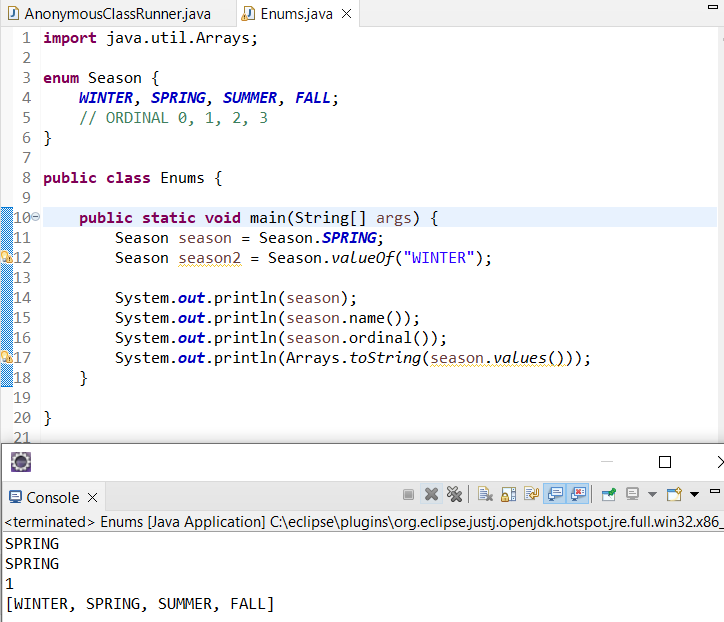 AnonymousClassRunner.java Enums.java
1 import java.util.Arrays;
2
3 enum Season {
4     WINTER, SPRING, SUMMER, FALL;
5     // ORDINAL 0, 1, 2, 3
6 }
7
8 public class Enums {
9
10     public static void main(String[] args) {
11         Season season = Season.SPRING;
12         Season season2 = Season.valueOf("WINTER");
13
14         System.out.println(season);
15         System.out.println(season.name());
16         System.out.println(season.ordinal());
17         System.out.println(Arrays.toString(season.values()));
18     }
19
20 }
21
Console
<terminated> Enums [Java Application] C:\eclipse\plugins\org.eclipse.justj.openjdk.hotspot.jre.full.win32.x86_
SPRING
SPRING
1
[WINTER, SPRING, SUMMER, FALL]